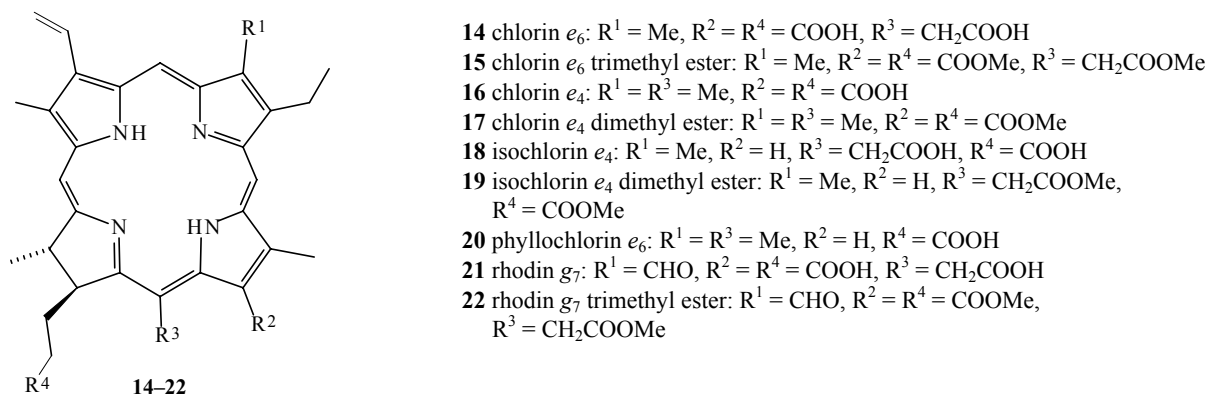 R¹
NH
N
N
HN
R²
R³
R⁴
14–22
14 chlorin e₆: R¹ = Me, R² = R⁴ = COOH, R³ = CH₂COOH
15 chlorin e₆ trimethyl ester: R¹ = Me, R² = R⁴ = COOMe, R³ = CH₂COOMe
16 chlorin e₄: R¹ = R³ = Me, R² = R⁴ = COOH
17 chlorin e₄ dimethyl ester: R¹ = R³ = Me, R² = R⁴ = COOMe
18 isochlorin e₄: R¹ = Me, R² = H, R³ = CH₂COOH, R⁴ = COOH
19 isochlorin e₄ dimethyl ester: R¹ = Me, R² = H, R³ = CH₂COOMe,
R⁴ = COOMe
20 phyllochlorin e₆: R¹ = R³ = Me, R² = H, R⁴ = COOH
21 rhodin g₇: R¹ = CHO, R² = R⁴ = COOH, R³ = CH₂COOH
22 rhodin g₇ trimethyl ester: R¹ = CHO, R² = R⁴ = COOMe,
R³ = CH₂COOMe